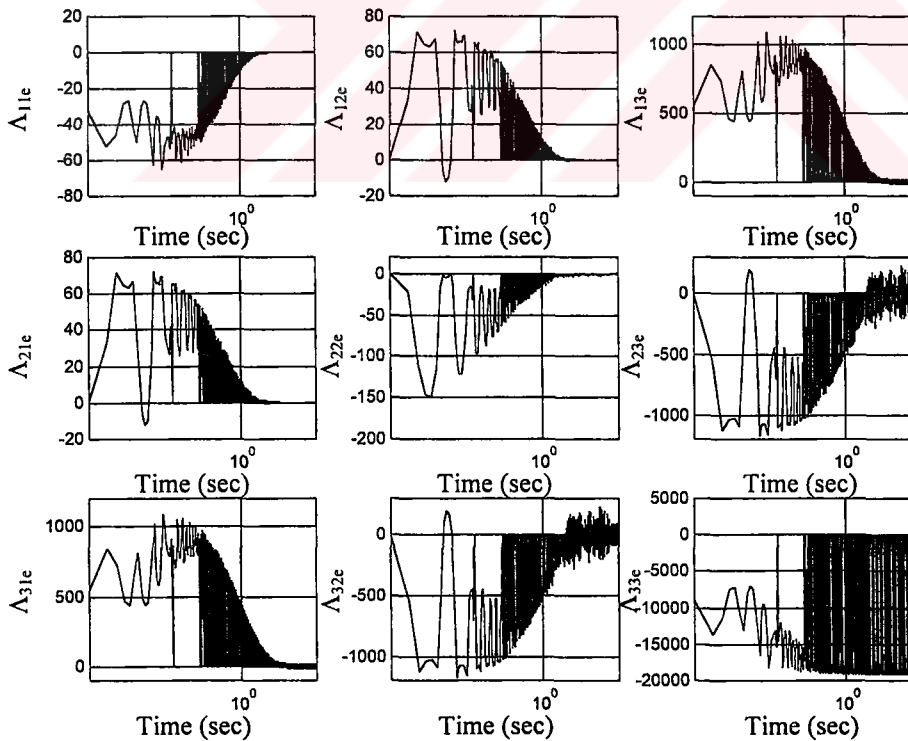 20
0
-20
-40
-60
-80
Λ11e
10⁰
Time (sec)
80
60
40
20
0
-20
Λ12e
10⁰
Time (sec)
1000
500
0
Λ13e
10⁰
Time (sec)
80
60
40
20
0
-20
Λ21e
10⁰
Time (sec)
0
-50
-100
-150
-200
Λ22e
10⁰
Time (sec)
0
-500
-1000
Λ23e
10⁰
Time (sec)
1000
500
0
Λ31e
10⁰
Time (sec)
0
-500
-1000
Λ32e
10⁰
Time (sec)
5000
0
-5000
-10000
-15000
-20000
Λ33e
10⁰
Time (sec)